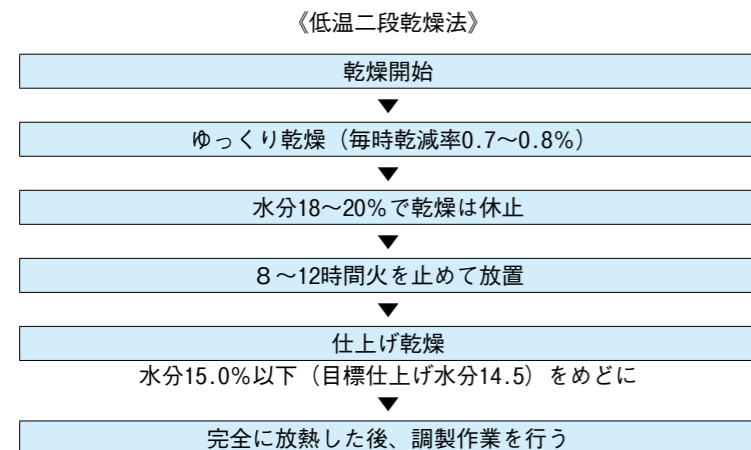 《低温二段乾燥法》
乾燥開始
▼
ゆっくり乾燥（毎時乾減率0.7〜0.8%）
▼
水分18〜20%で乾燥は休止
▼
８〜12時間火を止めて放置
▼
仕上げ乾燥
水分15.0%以下（目標仕上げ水分14.5）をめどに
▼
完全に放熱した後、調製作業を行う